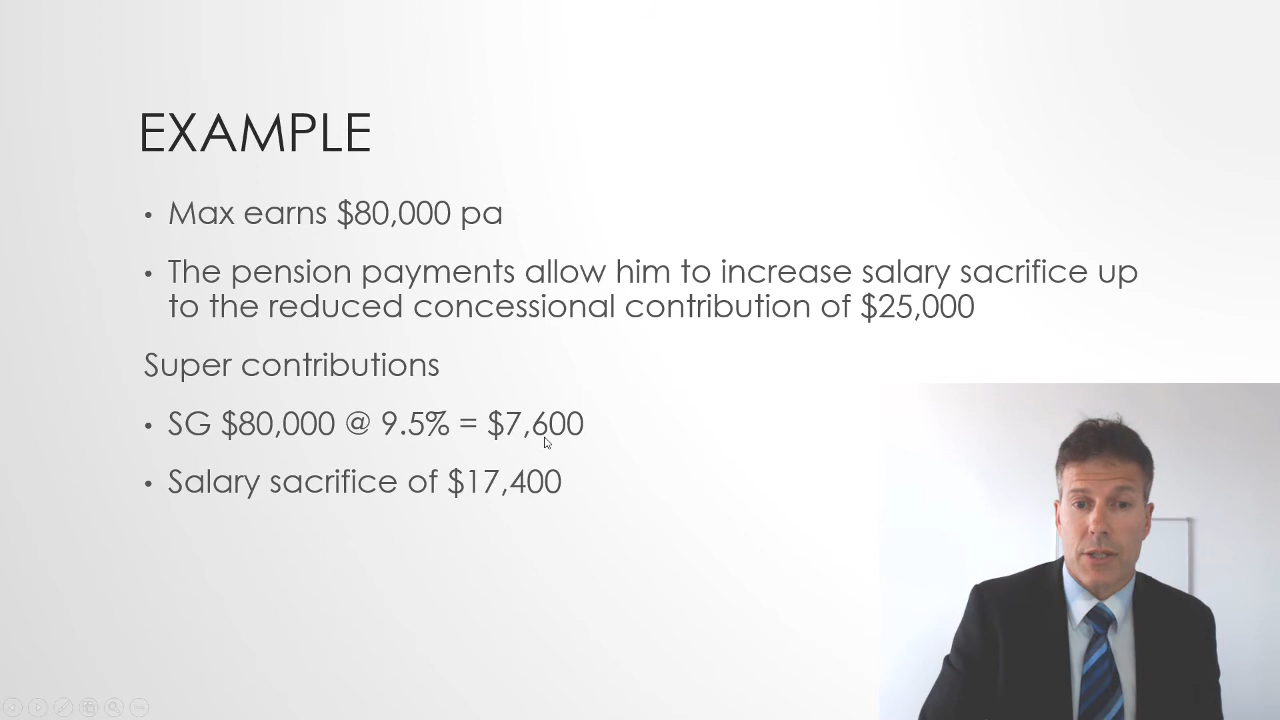 EXAMPLE
• Max earns $80,000 pa
• The pension payments allow him to increase salary sacrifice up
to the reduced concessional contribution of $25,000
Super contributions
• SG $80,000 @ 9.5% = $7,600
• Salary sacrifice of $17,400